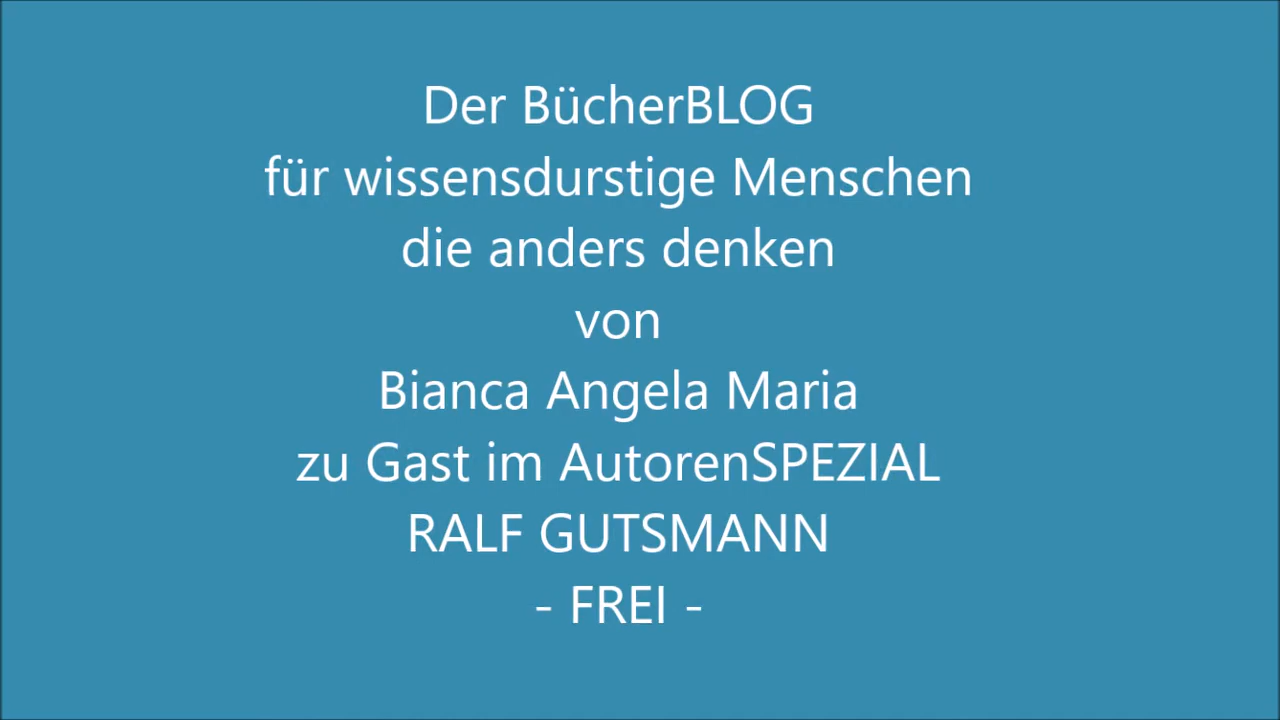 Der BücherBLOG
für wissensdurstige Menschen
die anders denken
von
Bianca Angela Maria
zu Gast im AutorenSPEZIAL
RALF GUTSMANN
- FREI -